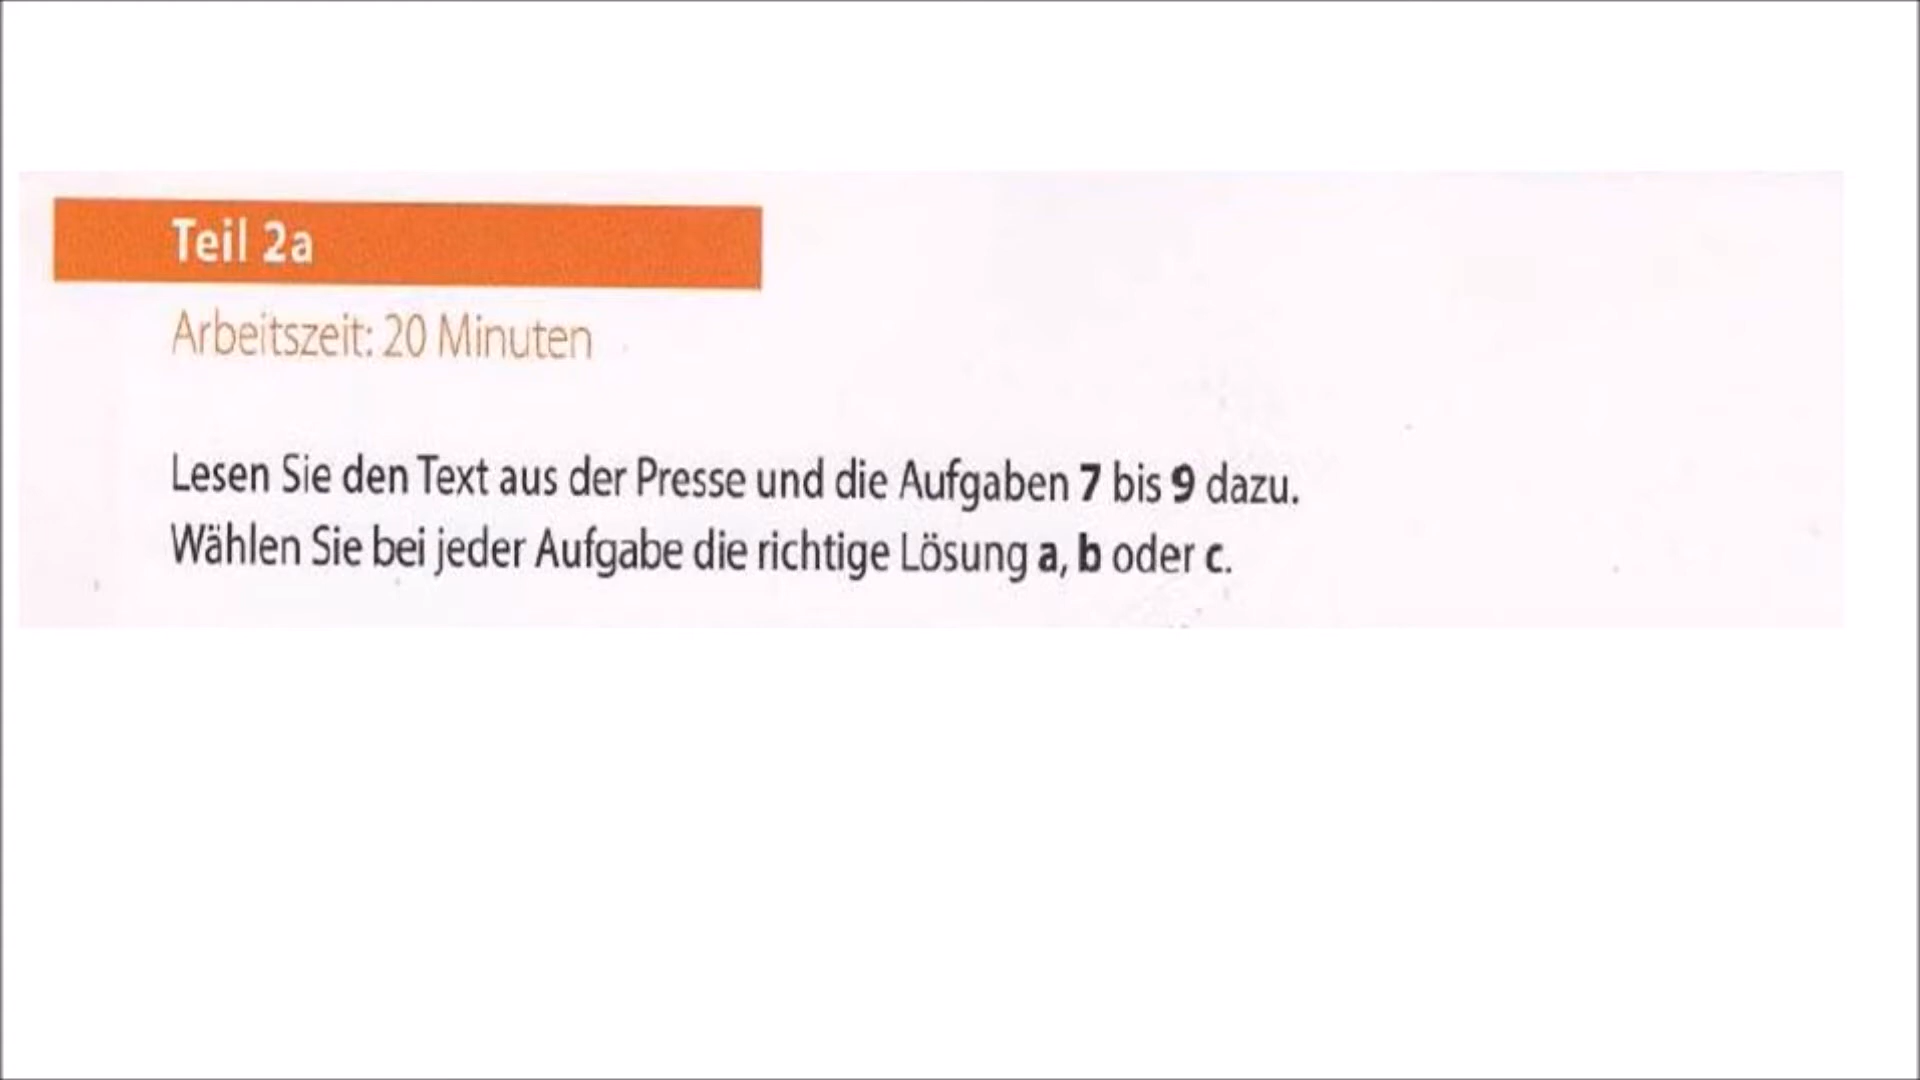 Teil 2a
Arbeitszeit: 20 Minuten
Lesen Sie den Text aus der Presse und die Aufgaben 7 bis 9 dazu.
Wählen Sie bei jeder Aufgabe die richtige Lösung a, b oder c.